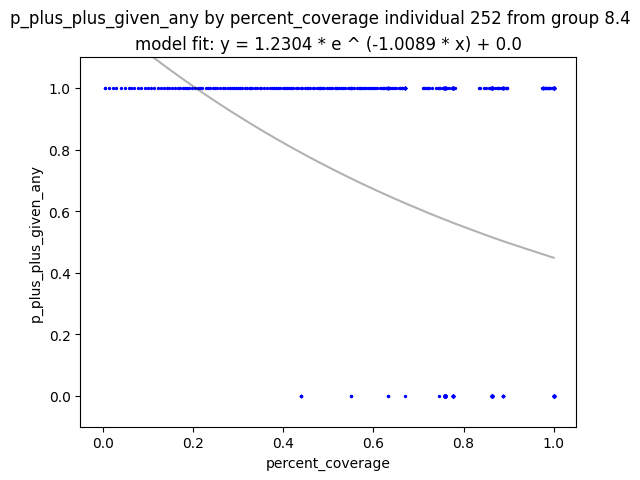 p_plus_plus_given_any by percent_coverage individual 252 from group 8.4
model fit: y = 1.2304 * e ^ (-1.0089 * x) + 0.0
1.0
0.8
0.6
0.4
0.2
0.0
p_plus_plus_given_any
0.0 0.2 0.4 0.6 0.8 1.0
percent_coverage